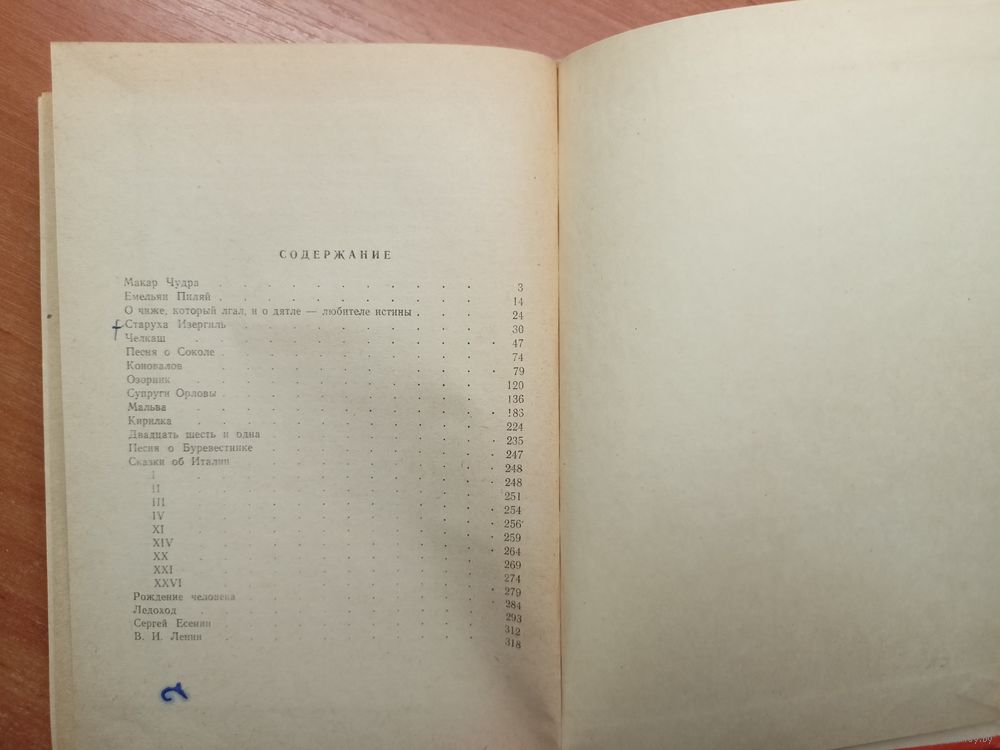 СОДЕРЖАНИЕ
Макар Чудра . . . . . . . . . . 3
Емельян Пиляй . . . . . . . . . . 14
О чиже, который лгал, и о дятле — любителе истины . . . 24
Старуха Изергиль . . . . . . . . . 30
Челкаш . . . . . . . . . . . 47
Песня о Соколе . . . . . . . . . . 74
Коновалов . . . . . . . . . . 79
Озорник . . . . . . . . . . . 120
Супруги Орловы . . . . . . . . . . 136
Мальва . . . . . . . . . . . 183
Кирилка . . . . . . . . . . . 224
Двадцать шесть и одна . . . . . . . . 235
Песня о Буревестнике . . . . . . . . 247
Сказки об Италии . . . . . . . . . 248
I . . . . . . . . . . . 248
II . . . . . . . . . . . 251
III . . . . . . . . . . . 254
IV . . . . . . . . . . . 256
XI . . . . . . . . . . . 259
XIV . . . . . . . . . . . 264
XX . . . . . . . . . . . 269
XXI . . . . . . . . . . . 274
XXVI . . . . . . . . . . . 279
Рождение человека . . . . . . . . . 284
Ледоход . . . . . . . . . . . 293
Сергей Есенин . . . . . . . . . . 312
В. И. Ленин . . . . . . . . . . 318
2